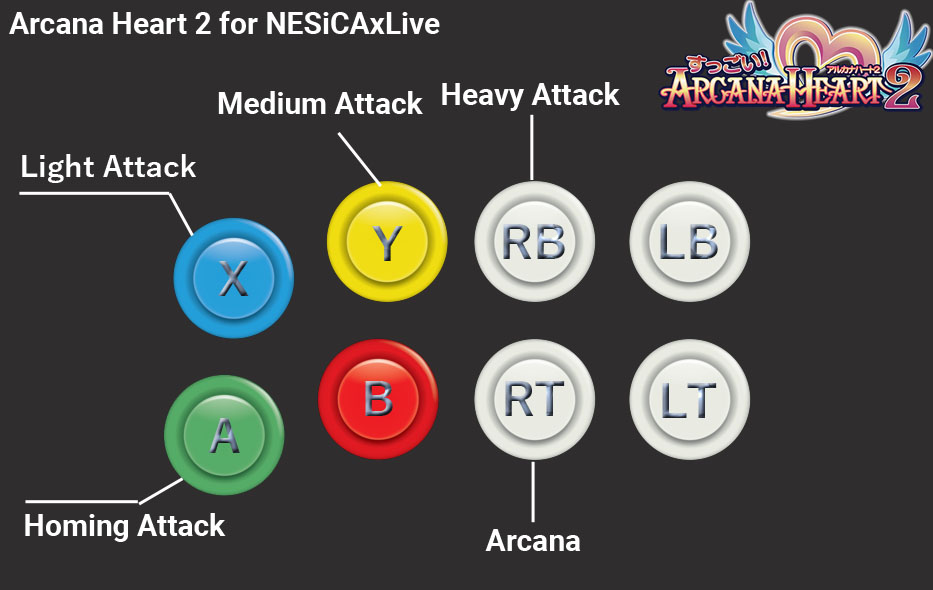 Arcana Heart 2 for NESiCAxLive
すっごい!
アルカナハート2
ARCANA HEART 2
Medium Attack
Heavy Attack
Light Attack
X
Y
RB
LB
A
B
RT
LT
Homing Attack
Arcana